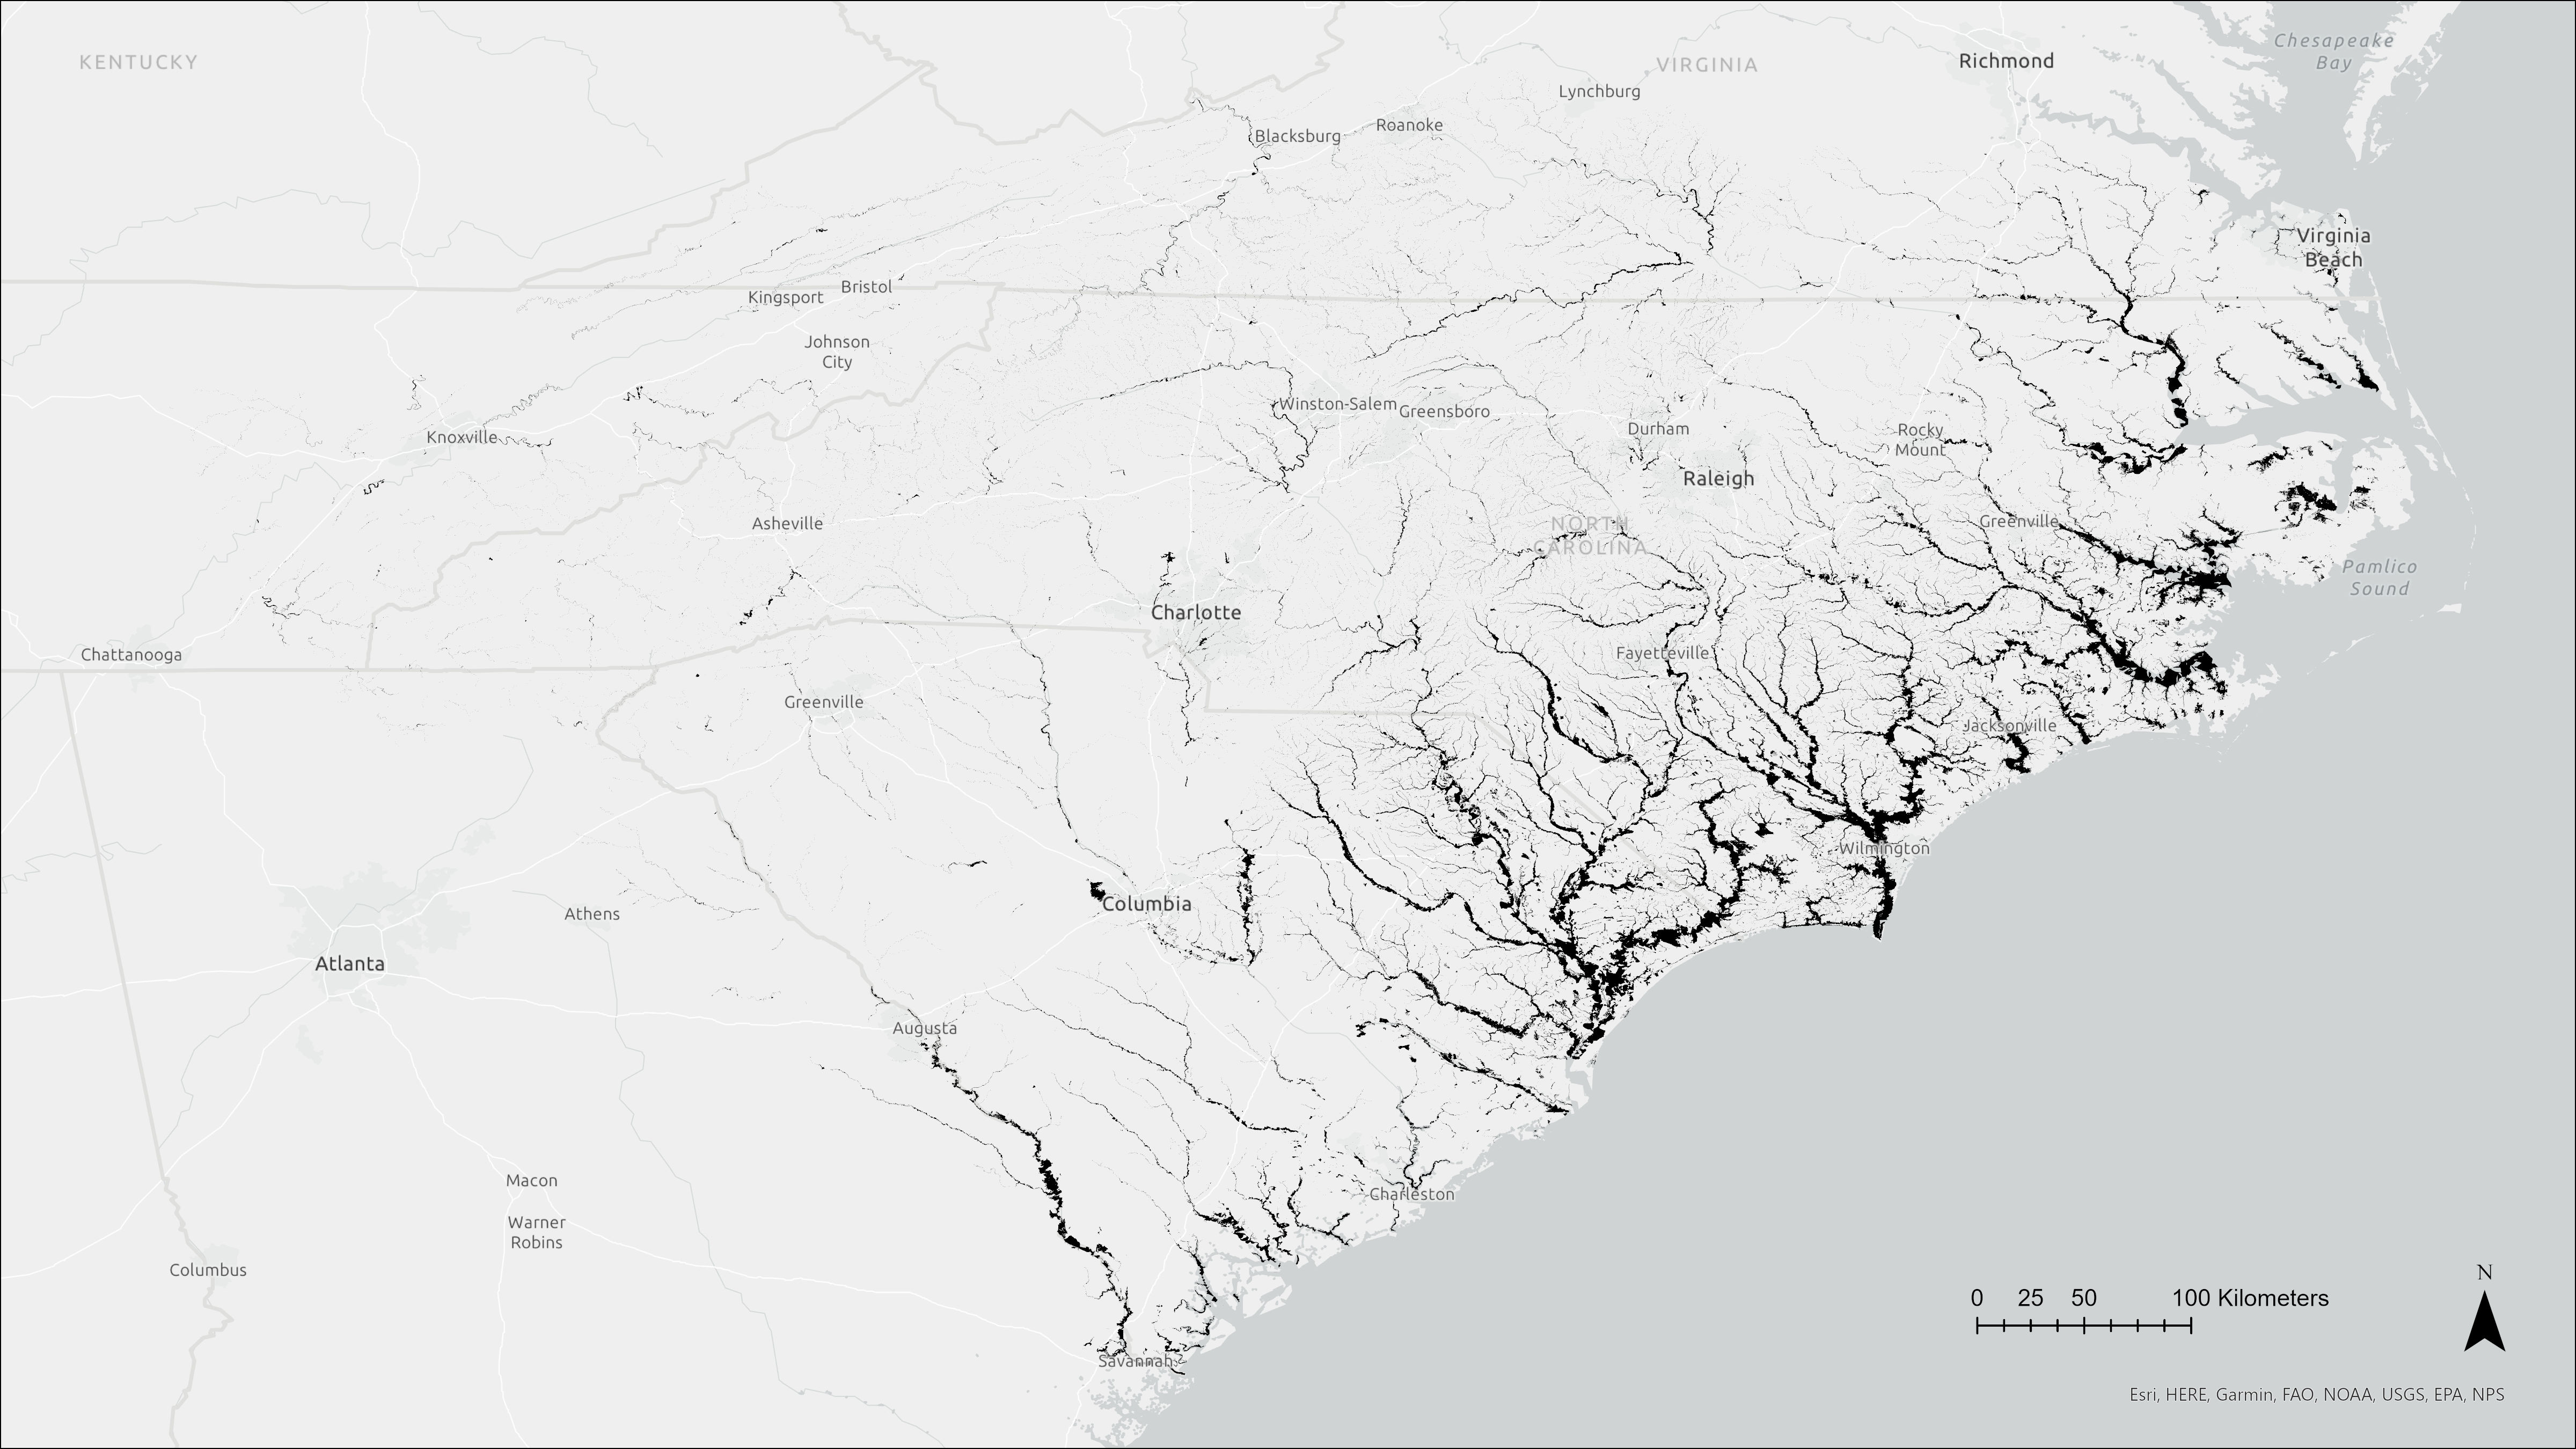 KENTUCKY
VIRGINIA
Richmond
Chesapeake
Bay
Lynchburg
Blacksburg
Roanoke
Virginia
Beach
Kingsport
Bristol
Johnson
City
Winston-Salem
Greensboro
Durham
Rocky
Mount
Knoxville
Raleigh
Asheville
NORTH
CAROLINA
Greenville
Pamlico
Sound
Charlotte
Chattanooga
Fayetteville
Greenville
Jacksonville
Wilmington
Columbia
Athens
Atlanta
Augusta
Macon
Charleston
Warner
Robins
Columbus
Savannah
N
0 25 50 100 Kilometers
Esri, HERE, Garmin, FAO, NOAA, USGS, EPA, NPS